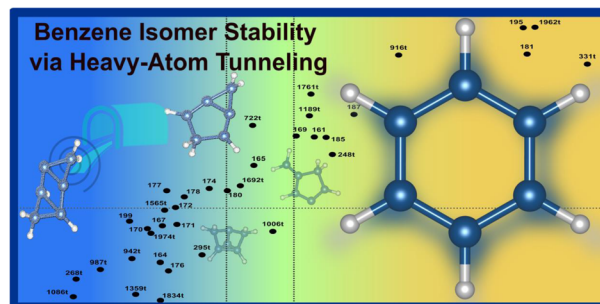 Benzene Isomer Stability
via Heavy-Atom Tunneling
195 1962t
916t 181
331t
1761t
1189t 187
722t 169 161 185
248t
165
177 174 1692t
178 180
1565t 172
199 167 171
170 1974t 1006t
295t
942t 164
987t 176
268t
1086t 1359t 1834t